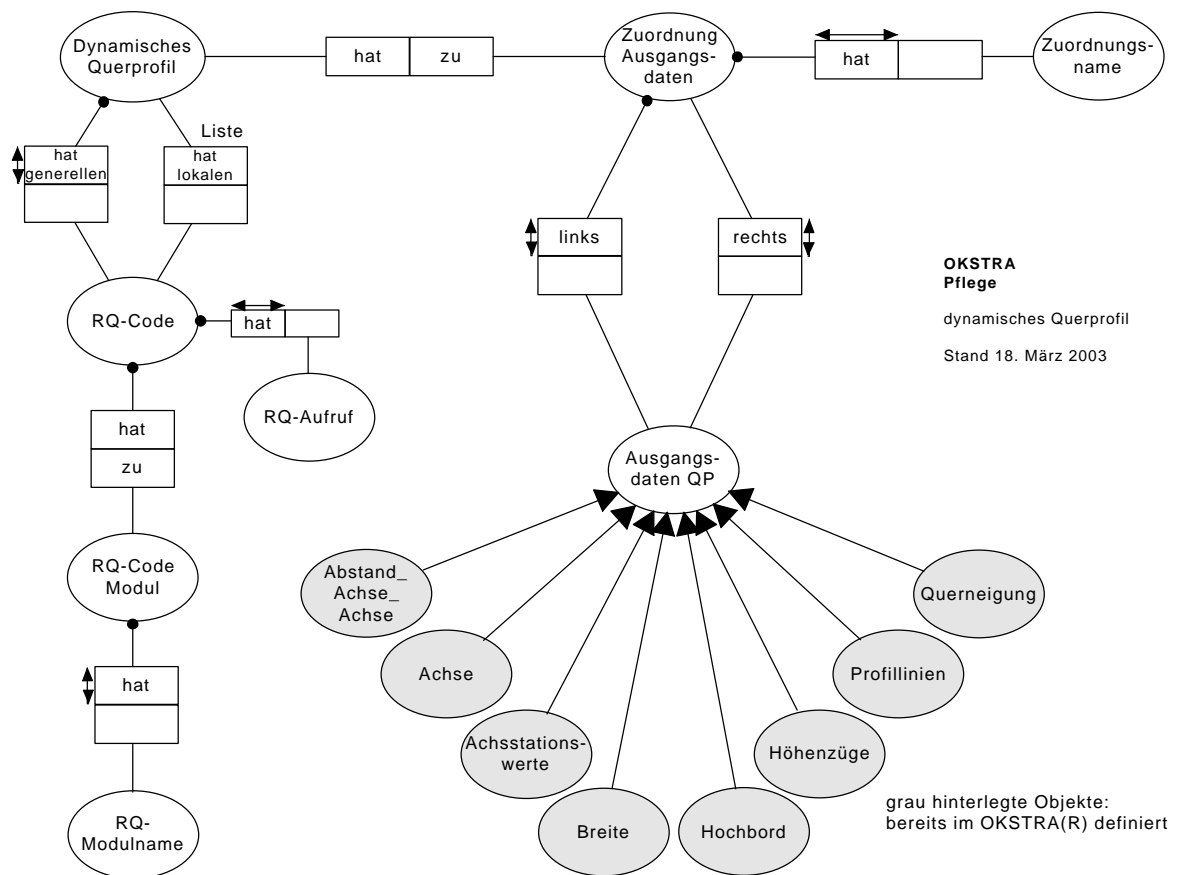 Dynamisches
Querprofil
hat
zu
Zuordnung
Ausgangs-
daten
hat
Zuordnungs-
name
Liste
hat
generellen
hat
lokalen
links
rechts
OKSTRA
Pflege
dynamisches Querprofil
Stand 18. März 2003
RQ-Code
hat
RQ-Aufruf
hat
zu
Ausgangs-
daten QP
RQ-Code
Modul
Abstand_
Achse_
Achse
Querneigung
hat
Achse
Profillinien
Achsstations-
werte
Höhenzüge
RQ-
Modulname
Breite
Hochbord
grau hinterlegte Objekte:
bereits im OKSTRA(R) definiert